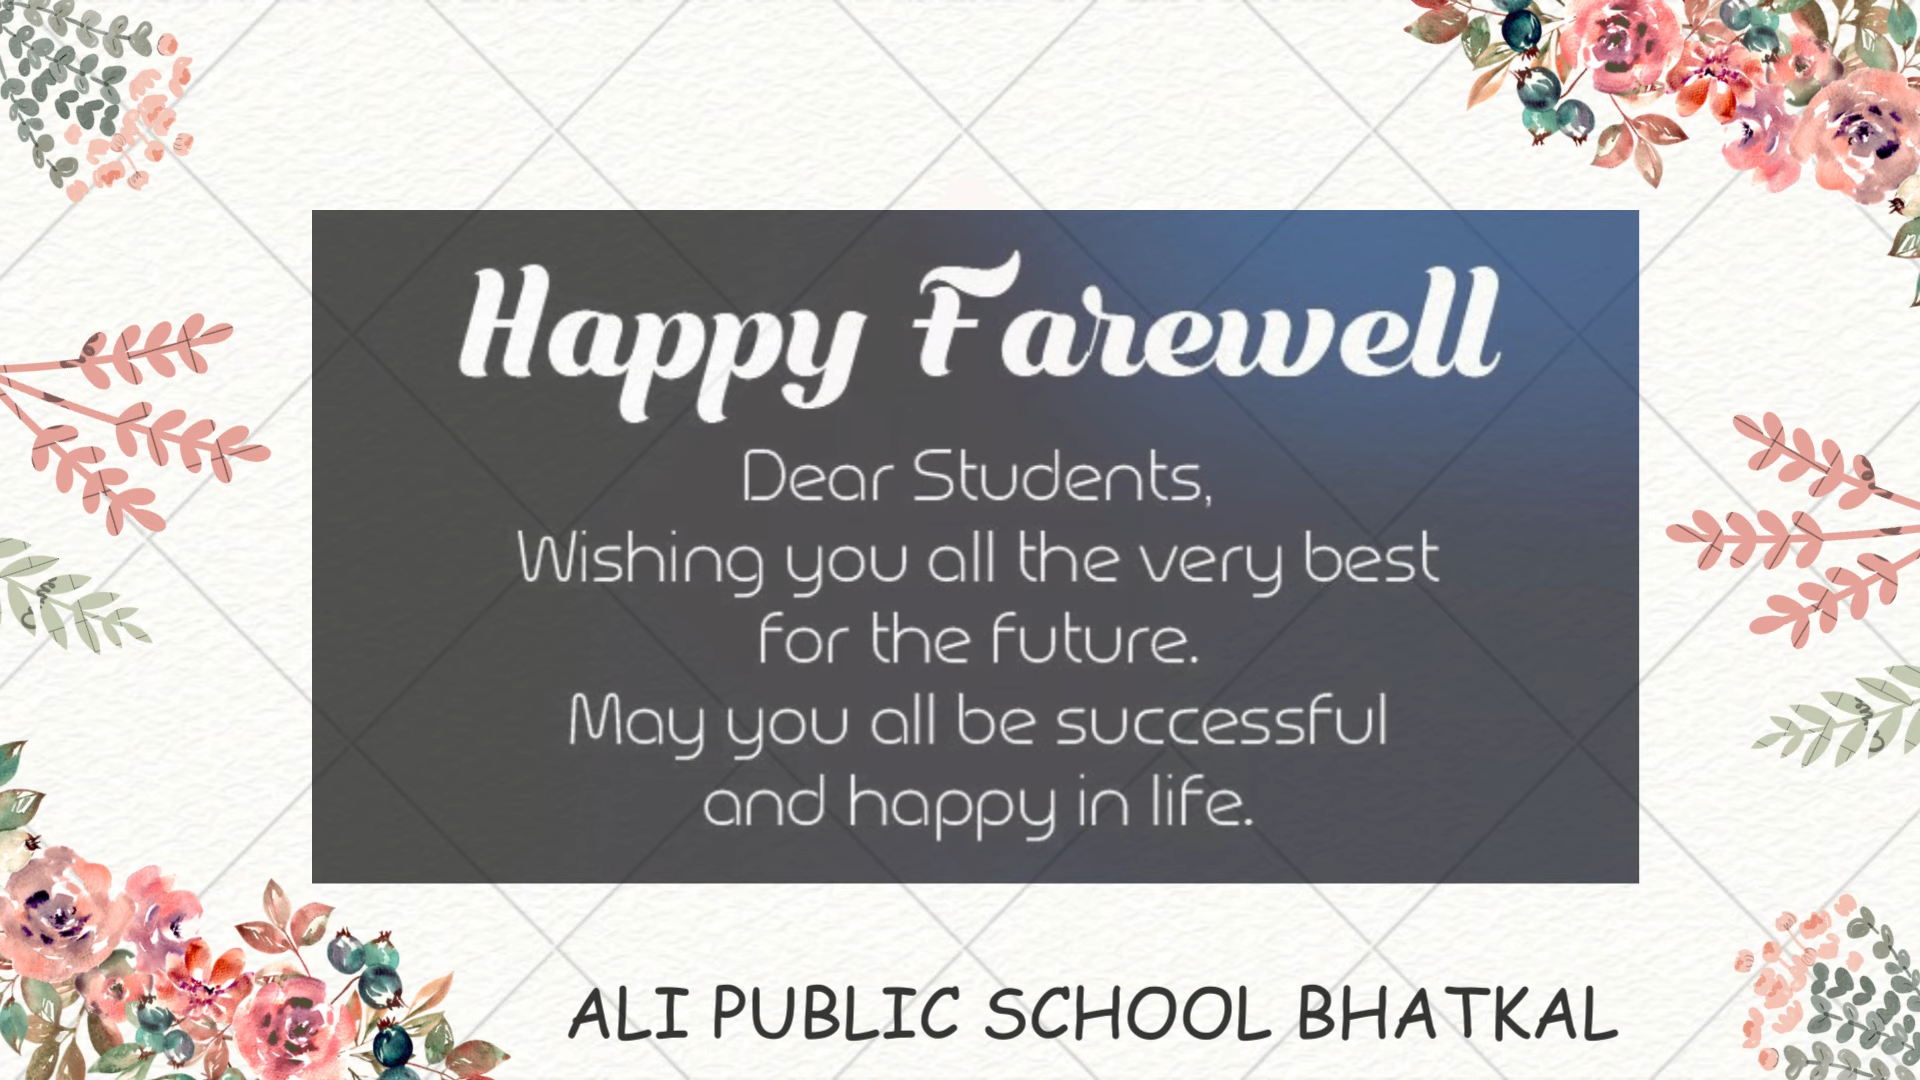 Happy Farewell
Dear Students,
Wishing you all the very best
for the future.
May you all be successful
and happy in life.
ALI PUBLIC SCHOOL BHATKAL